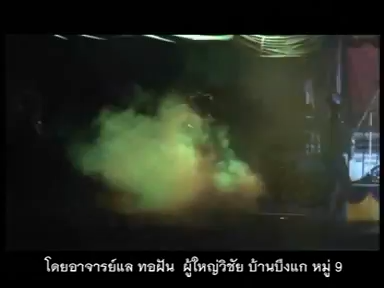 โดยอาจารย์แล ทอฝัน  ผู้ใหญ่วิชัย บ้านบึงแก หมู่ 9